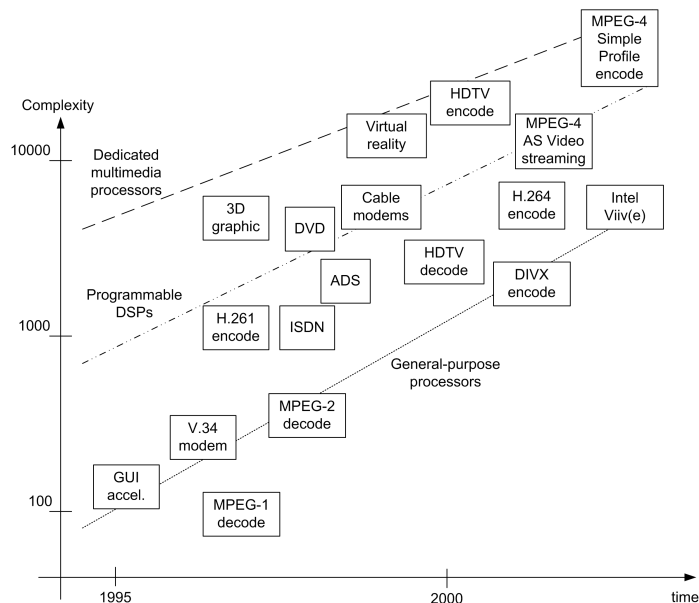 MPEG-4
Simple
Profile
encode
Complexity
HDTV
encode
Virtual
reality
MPEG-4
AS Video
streaming
10000
Dedicated
multimedia
processors
3D
graphic
DVD
Cable
modems
H.264
encode
Intel
Viiv(e)
HDTV
decode
ADS
DIVX
encode
Programmable
DSPs
H.261
encode
ISDN
1000
General-purpose
processors
MPEG-2
decode
V.34
modem
GUI
accel.
100
MPEG-1
decode
1995
2000
time